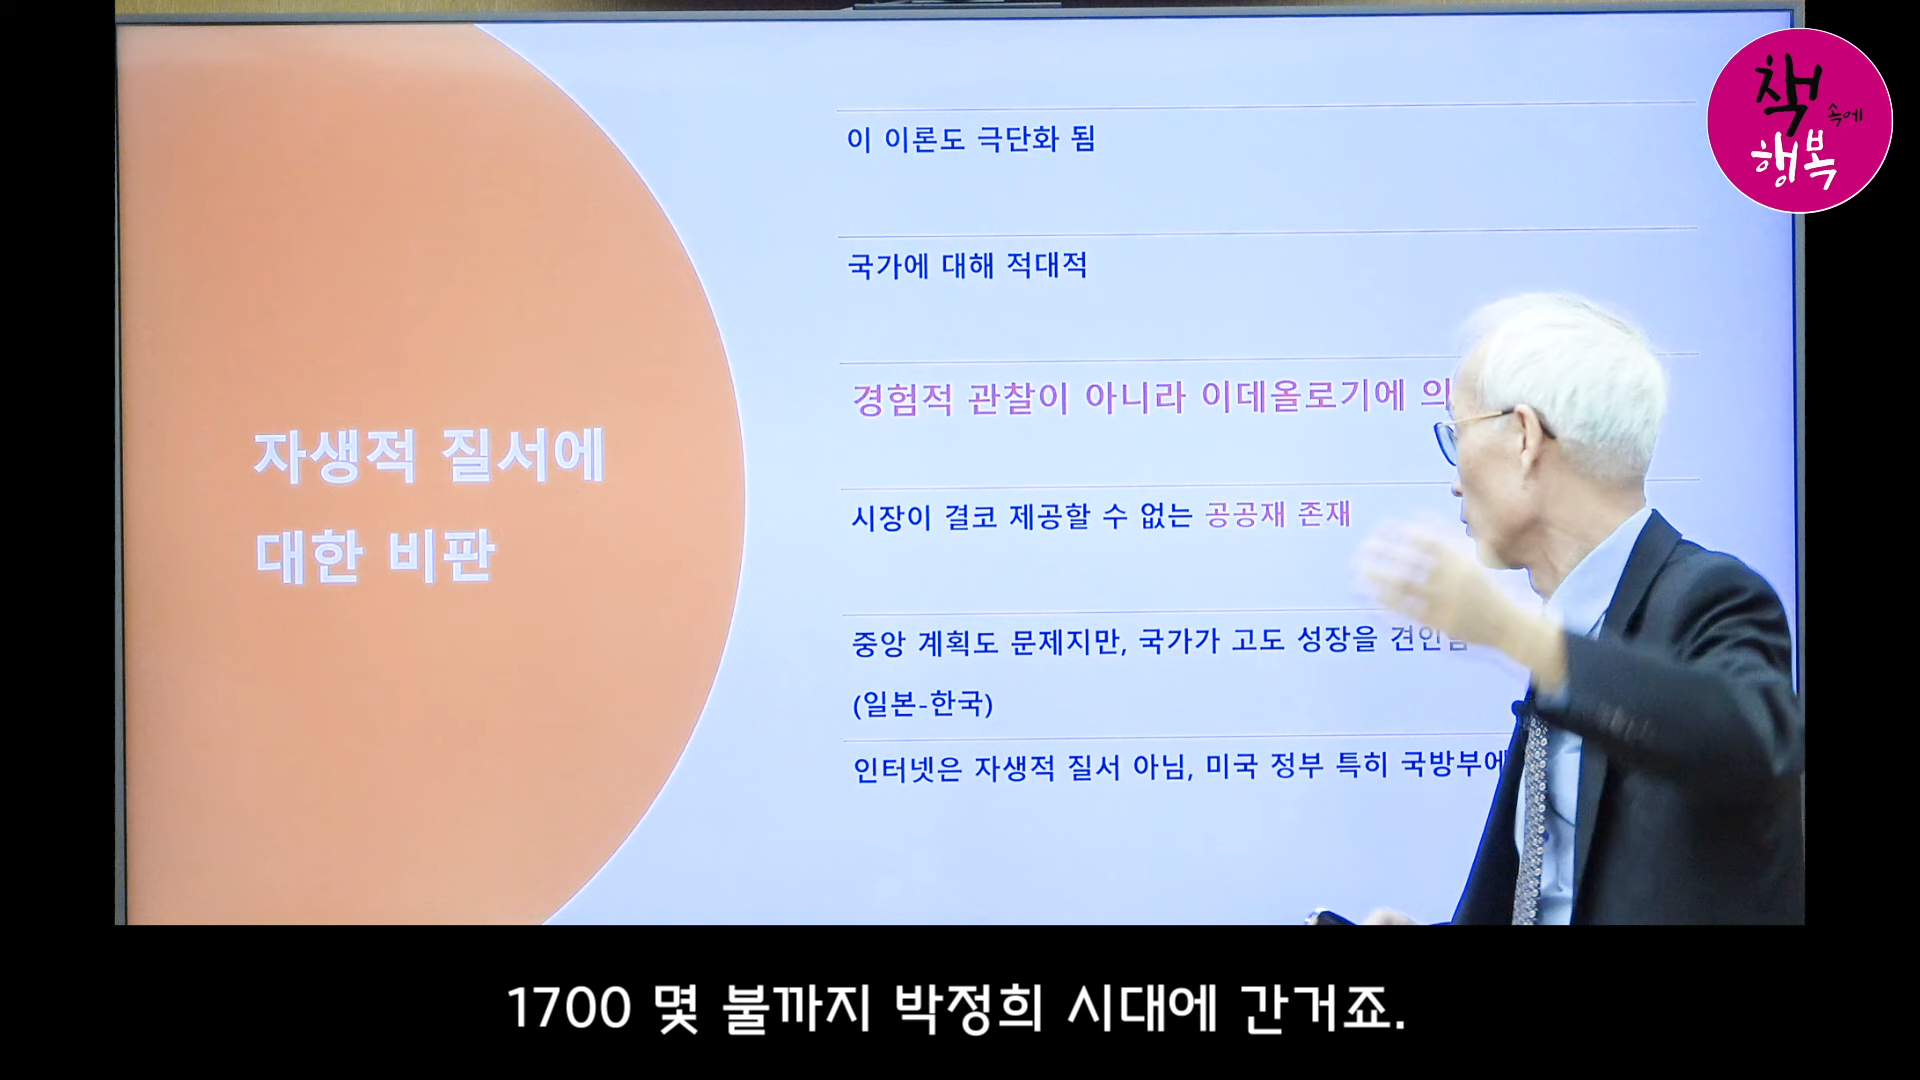 책
속에
행복
이 이론도 극단화 됨
국가에 대해 적대적
경험적 관찰이 아니라 이데올로기에 의
자생적 질서에
대한 비판
시장이 결코 제공할 수 없는 공공재 존재
중앙 계획도 문제지만, 국가가 고도 성장을 견인
(일본-한국)
인터넷은 자생적 질서 아님, 미국 정부 특히 국방부에
1700 몇 불까지 박정희 시대에 간거죠.